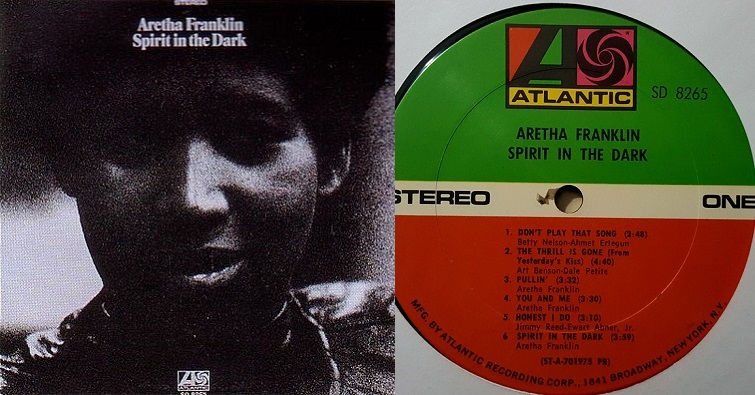 STEREO
Aretha Franklin
Spirit in the Dark
SD 8265
ATLANTIC
SD 8265
ARETHA FRANKLIN
SPIRIT IN THE DARK
STEREO
ONE
1. DON'T PLAY THAT SONG (3:48)
Betty Nelson-Ahmet Ertegun
2. THE THRILL IS GONE (From
Yesterday's Kiss) (4:40)
Art Benson-Dale Petite
3. PULLIN' (3:32)
Aretha Franklin
4. YOU AND ME (3:30)
Aretha Franklin
5. HONEST I DO (3:10)
Jimmy Reed-Ewart Abner, Jr.
6 SPIRIT IN THE DARK (3:59)
Aretha Franklin
(ST-A-701975 PR)
MFG. BY ATLANTIC RECORDING CORP., 1841 BROADWAY, NEW YORK, N.Y.